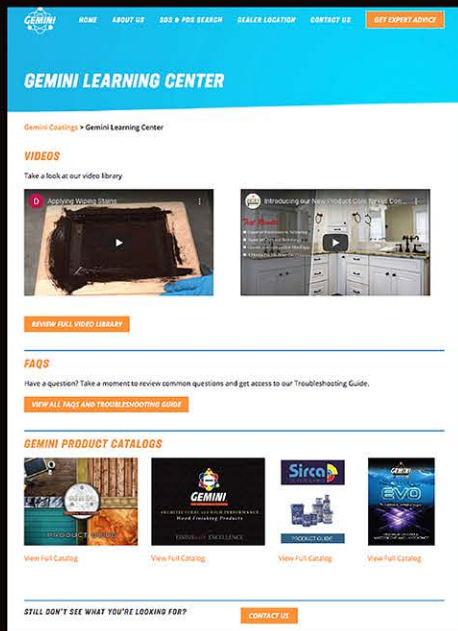 GEMINI
HOME ABOUT US SDS & PDS SEARCH DEALER LOCATION CONTACT US GET EXPERT ADVICE
GEMINI LEARNING CENTER
Gemini Coatings > Gemini Learning Center
VIDEOS
Take a look at our video library
D Applying Wiping Stains
Introducing our New Product Core for
REVIEW FULL VIDEO LIBRARY
FAQS
Have a question? Take a moment to review common questions and get access to our Troubleshooting Guide.
VIEW ALL FAQS AND TROUBLESHOOTING GUIDE
GEMINI PRODUCT CATALOGS
GEMINI
PRODUCT GUIDE
GEMINI
ARCHITECTURAL AND HIGH PERFORMANCE
Wood Finishing Products
EXCELLENCE
Sirca
PRODUCT GUIDE
GEMINI
EVO
View Full Catalog View Full Catalog View Full Catalog View Full Catalog
STILL DON'T SEE WHAT YOU'RE LOOKING FOR? CONTACT US